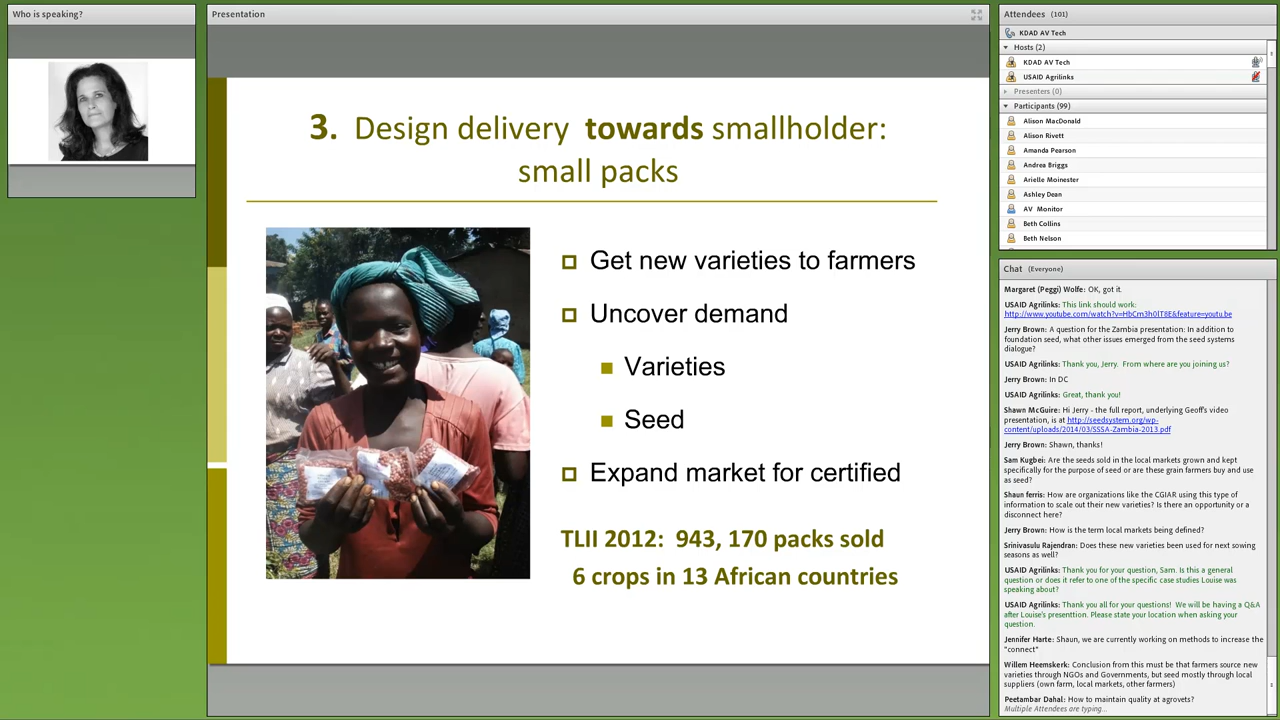 Who is speaking?
Presentation
3. Design delivery towards smallholder:
small packs
Get new varieties to farmers
Uncover demand
Varieties
Seed
Expand market for certified
TLII 2012: 943, 170 packs sold
6 crops in 13 African countries
Attendees (101)
KDAD AV Tech
Hosts (2)
KDAD AV Tech
USAID Agrilinks
Presenters (0)
Participants (99)
Alison MacDonald
Alison Rivett
Amanda Pearson
Andrea Briggs
Arielle Moinester
Ashley Dean
AV Monitor
Beth Collins
Beth Nelson
Chat (Everyone)
Margaret (Peggi) Wolfe: OK, got it.
USAID Agrilinks: This link should work:
http://www.youtube.com/watch?v=HbCm3h0lT8E&feature=youtu.be
Jerry Brown: A question for the Zambia presentation: In addition to
foundation seed, what other issues emerged from the seed systems
dialogue?
USAID Agrilinks: Thank you, Jerry. From where are you joining us?
Jerry Brown: In DC
USAID Agrilinks: Great, thank you!
Shawn McGuire: Hi Jerry - the full report, underlying Geoff's video
presentation, is at http://seedsystem.org/wp-
content/uploads/2014/03/SSSA-Zambia-2013.pdf
Jerry Brown: Shawn, thanks!
Sam Kugbei: Are the seeds sold in the local markets grown and kept
specifically for the purpose of seed or are these grain farmers buy and use
as seed?
Shaun ferris: How are organizations like the CGIAR using this type of
information to scale out their new varieties? Is there an opportunity or a
disconnect here?
Jerry Brown: How is the term local markets being defined?
Srinivasulu Rajendran: Does these new varieties been used for next sowing
seasons as well?
USAID Agrilinks: Thank you for your question, Sam. Is this a general
question or does it refer to one of the specific case studies Louise was
speaking about?
USAID Agrilinks: Thank you all for your questions! We will be having a Q&A
after Louise's presenttion. Please state your location when asking your
question.
Jennifer Harte: Shaun, we are currently working on methods to increase the
"connect"
Willem Heemskerk: Conclusion from this must be that farmers source new
varieties through NGOs and Governments, but seed mostly through local
suppliers (own farm, local markets, other farmers)
Peetambar Dahal: How to maintain quality at agrovets?
Multiple Attendees are typing...